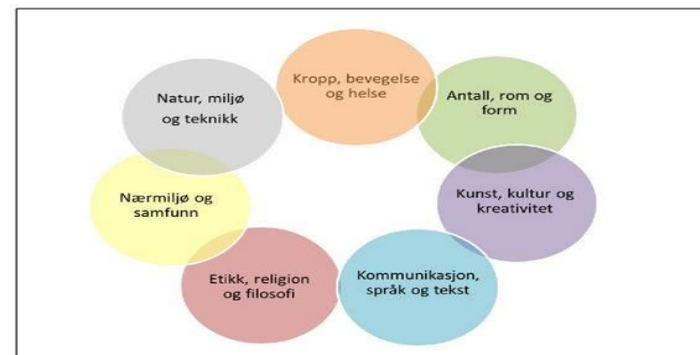 Kropp, bevegelse
og helse
Antall, rom og
form
Kunst, kultur og
kreativitet
Kommunikasjon,
språk og tekst
Etikk, religion
og filosofi
Nærmiljø og
samfunn
Natur, miljø
og teknikk